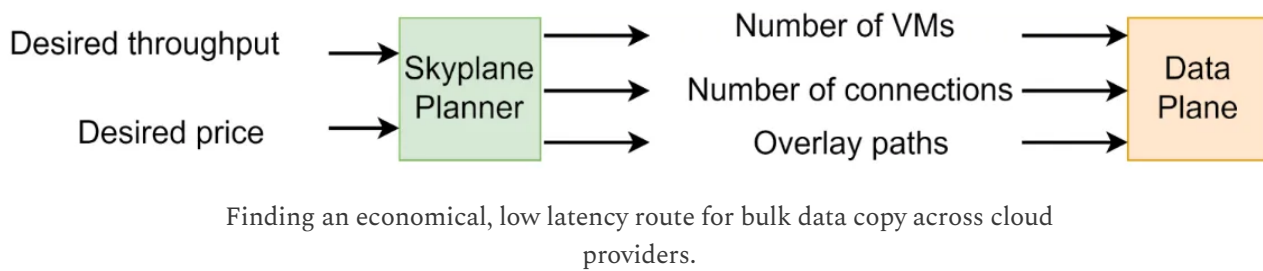 Desired throughput
Desired price
Skyplane
Planner
Number of VMs
Number of connections
Overlay paths
Data
Plane
Finding an economical, low latency route for bulk data copy across cloud
providers.